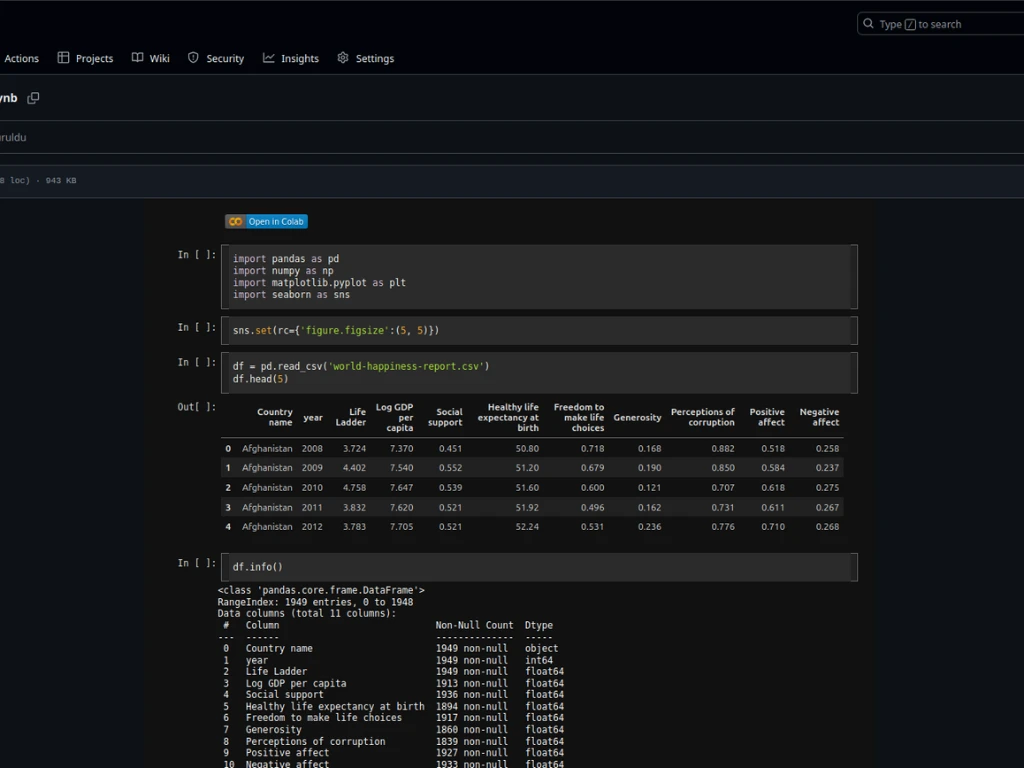 Type / to search
Actions Projects Wiki Security Insights Settings
ynb
ruldu
loc) · 943 KB
Open in Colab
In [ ]:
import pandas as pd
import numpy as np
import matplotlib.pyplot as plt
import seaborn as sns
In [ ]:
sns.set(rc={'figure.figsize':(5, 5)})
In [ ]:
df = pd.read_csv('world-happiness-report.csv')
df.head(5)
Out[ ]:
Country name year Life Ladder Log GDP per capita Social support Healthy life expectancy at birth Freedom to make life choices Generosity Perceptions of corruption Positive affect Negative affect
0 Afghanistan 2008 3.724 7.370 0.451 50.80 0.718 0.168 0.882 0.518 0.258
1 Afghanistan 2009 4.402 7.540 0.552 51.20 0.679 0.190 0.850 0.584 0.237
2 Afghanistan 2010 4.758 7.647 0.539 51.60 0.600 0.121 0.707 0.618 0.275
3 Afghanistan 2011 3.832 7.620 0.521 51.92 0.496 0.162 0.731 0.611 0.267
4 Afghanistan 2012 3.783 7.705 0.521 52.24 0.531 0.236 0.776 0.710 0.268
In [ ]:
df.info()
<class 'pandas.core.frame.DataFrame'>
RangeIndex: 1949 entries, 0 to 1948
Data columns (total 11 columns):
# Column Non-Null Count Dtype
--- ------ -------------- -----
0 Country name 1949 non-null object
1 year 1949 non-null int64
2 Life Ladder 1949 non-null float64
3 Log GDP per capita 1913 non-null float64
4 Social support 1936 non-null float64
5 Healthy life expectancy at birth 1894 non-null float64
6 Freedom to make life choices 1917 non-null float64
7 Generosity 1860 non-null float64
8 Perceptions of corruption 1839 non-null float64
9 Positive affect 1927 non-null float64
10 Negative affect 1933 non-null float64